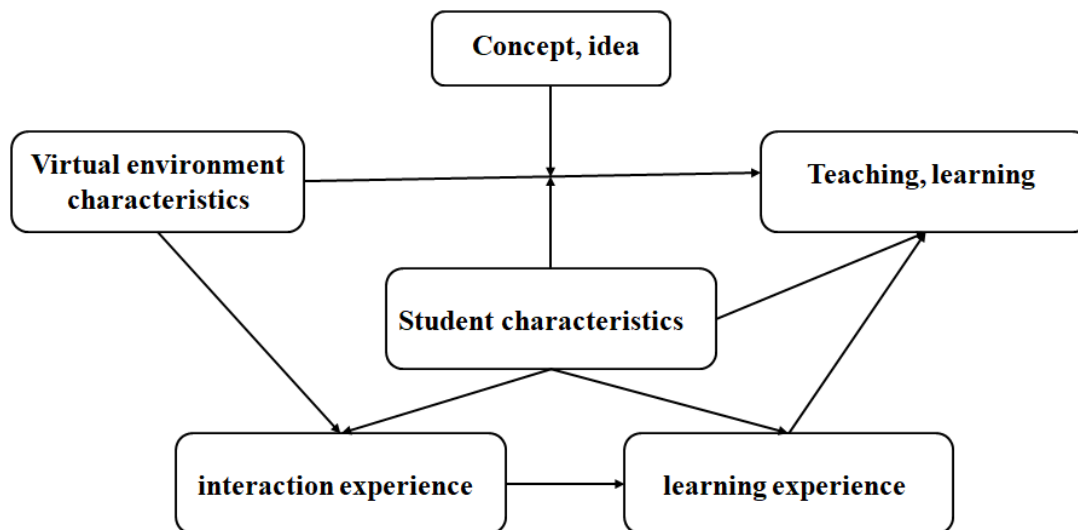 Concept, idea
Virtual environment
characteristics
Teaching, learning
Student characteristics
interaction experience
learning experience